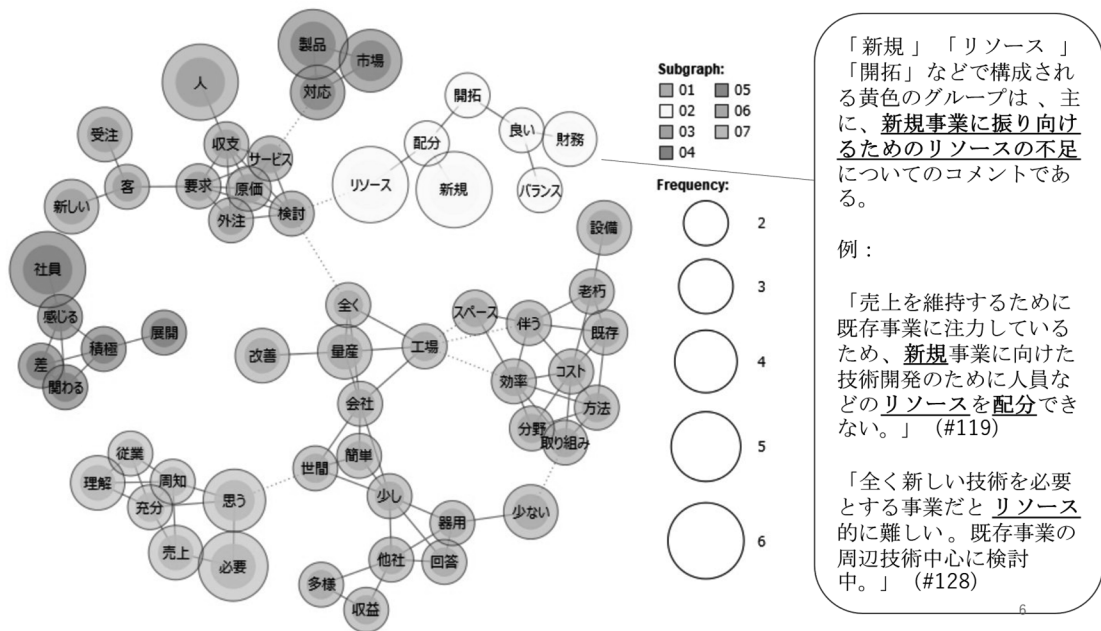 製品
市場
対応
人
受注
収支
サービス
客
要求
原価
新しい
外注
検討
開拓
良い
財務
配分
リソース
新規
バランス
社員
感じる
差
積極
展開
関わる
全く
改善
量産
工場
会社
世間
簡単
少し
器用
少ない
他社
回答
多様
収益
設備
老朽
スペース
伴う
既存
効率
コスト
方法
分野
取り組み
従業
理解
周知
充分
思う
売上
必要
Subgraph:
01 05
02 06
03 07
04
Frequency:
2
3
4
5
6
「新規 」 「リソース 」
「開拓」などで構成され
る黄色のグループは 、主
に、新規事業に振り向け
るためのリソースの不足
についてのコメントであ
る。
例：
「売上を維持するために
既存事業に注力している
ため、新規事業に向けた
技術開発のために人員な
どのリソースを配分でき
ない。」（#119）
「全く新しい技術を必要
とする事業だと リソース
的に難しい。既存事業の
周辺技術中心に検討
中。」（#128）
6